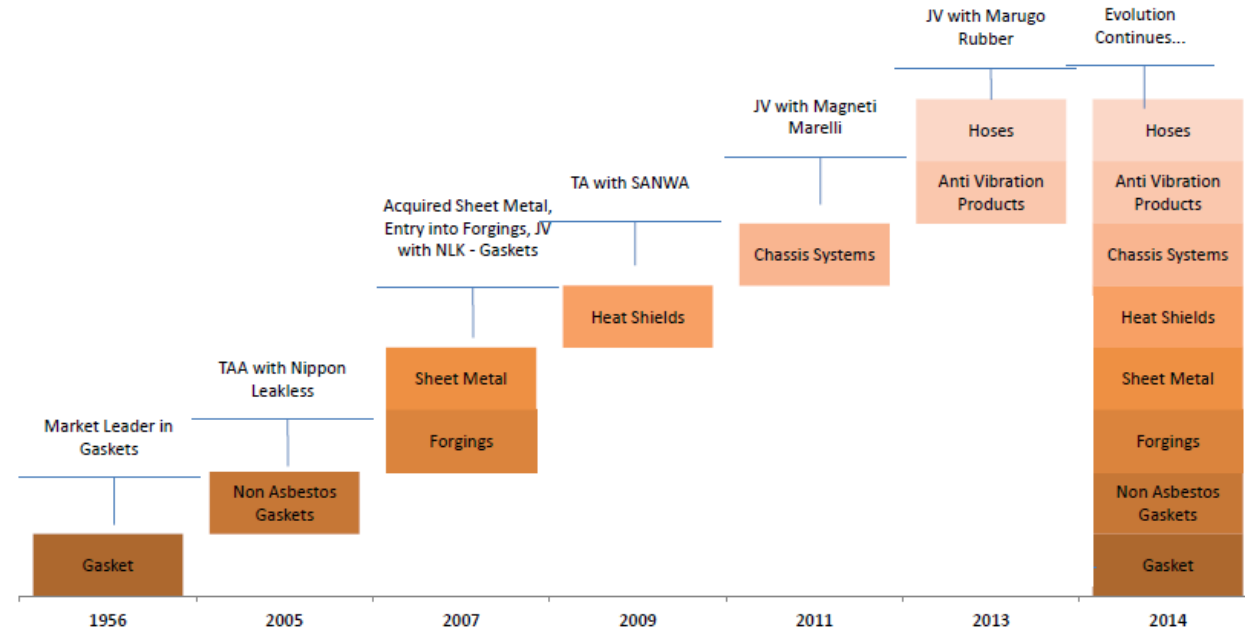 Market Leader in
Gaskets
Gasket
1956
TAA with Nippon
Leakless
Non Asbestos
Gaskets
2005
Acquired Sheet Metal,
Entry into Forgings, JV
with NLK - Gaskets
Sheet Metal
Forgings
2007
TA with SANWA
Heat Shields
2009
JV with Magneti
Marelli
Chassis Systems
2011
JV with Marugo
Rubber
Hoses
Anti Vibration
Products
2013
Evolution
Continues...
Hoses
Anti Vibration
Products
Chassis Systems
Heat Shields
Sheet Metal
Forgings
Non Asbestos
Gaskets
Gasket
2014